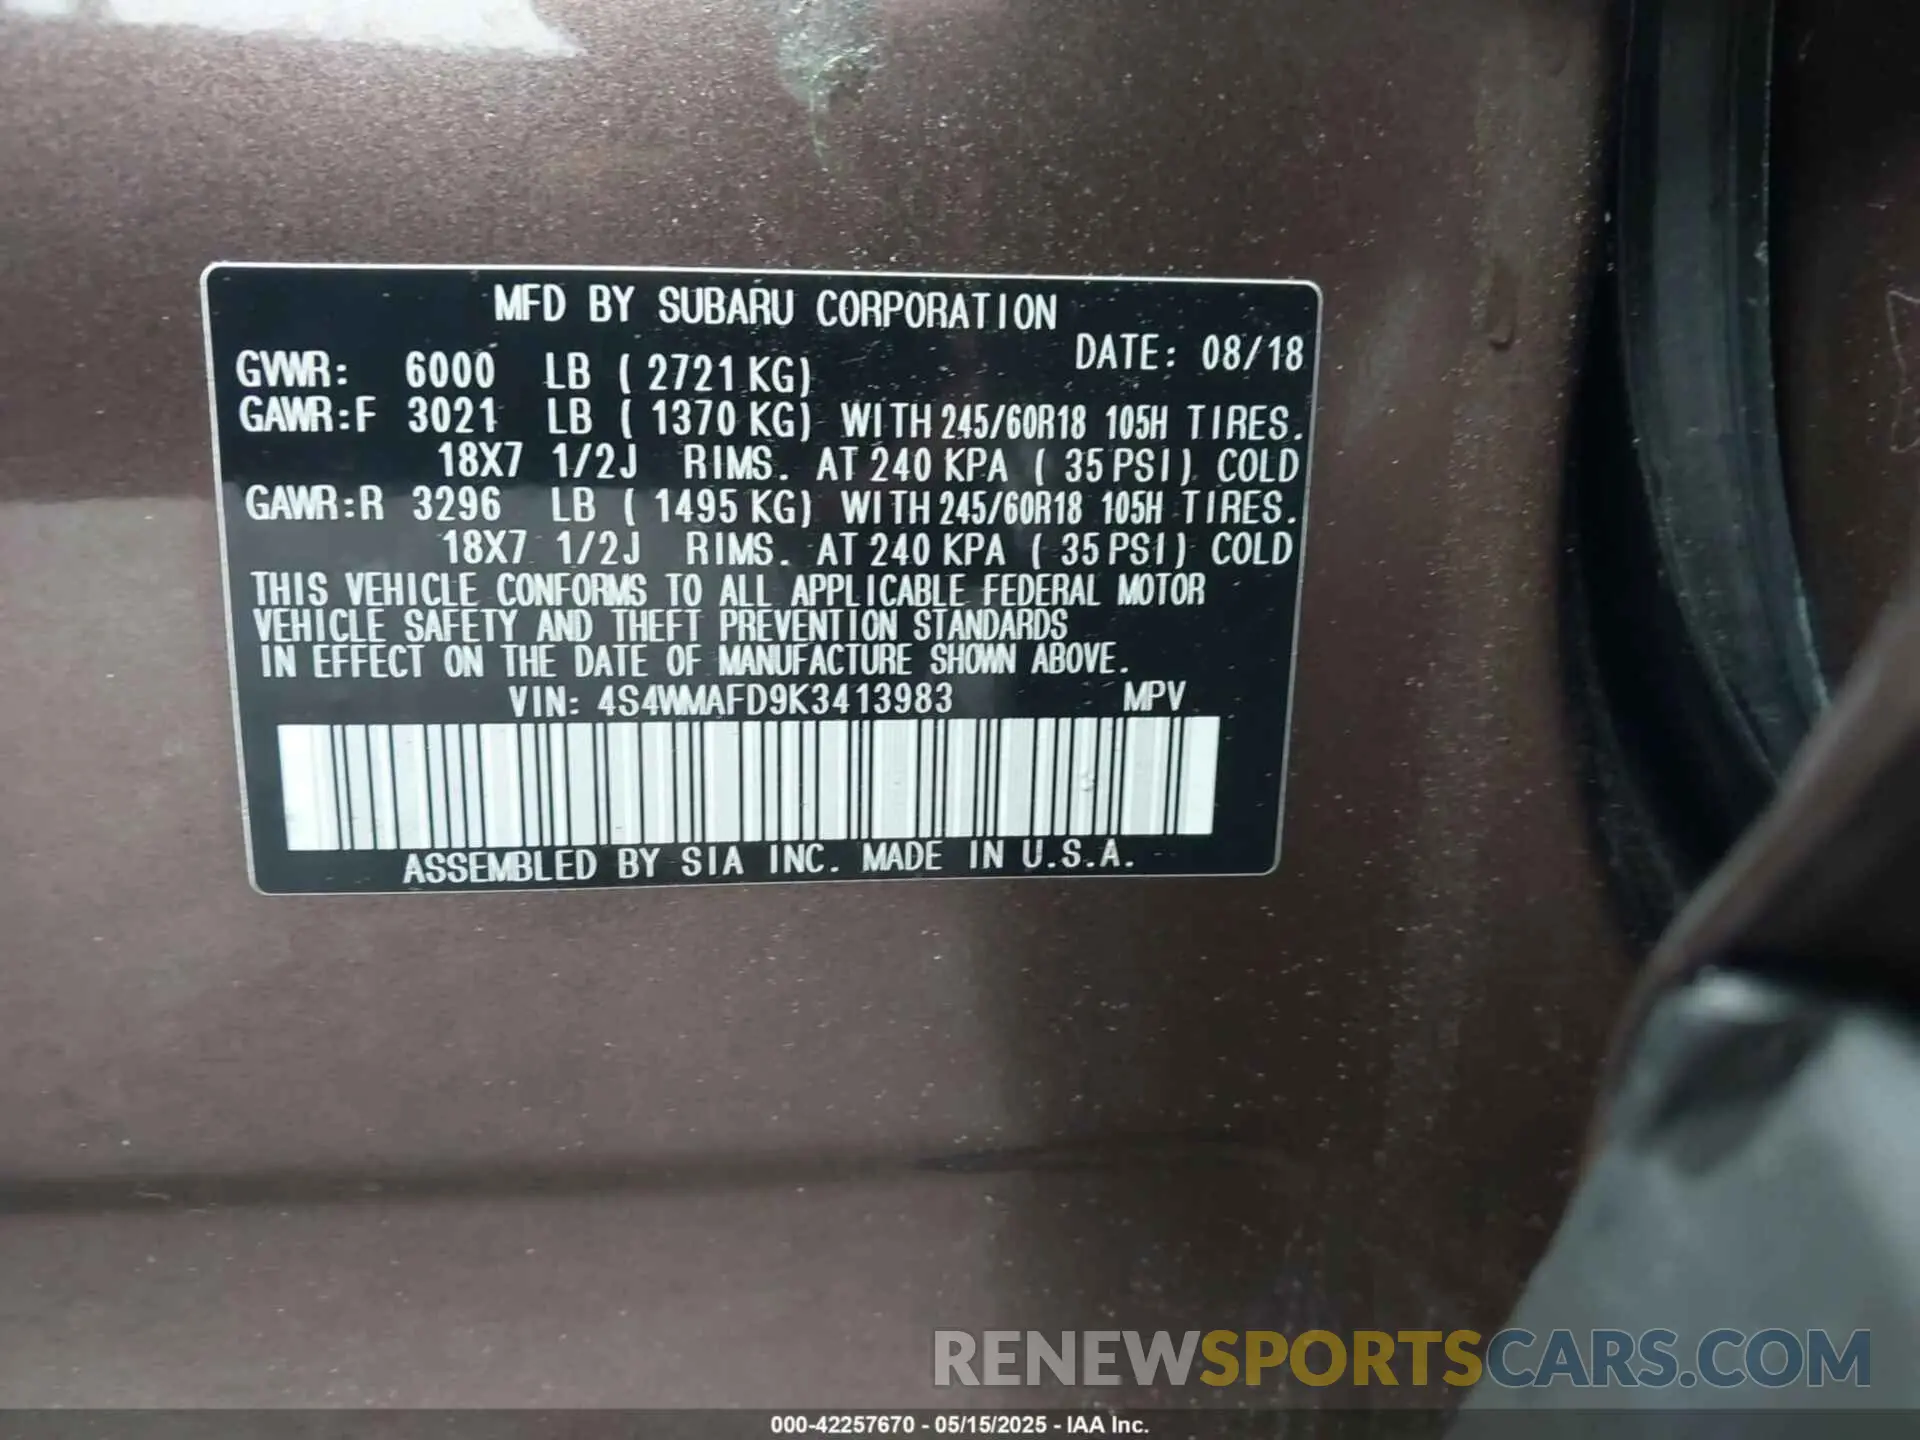 MFD BY SUBARU CORPORATION
DATE: 08/18
GVWR: 6000 LB ( 2721 KG)
GAWR:F 3021 LB ( 1370 KG) WITH 245/60R18 105H TIRES.
18X7 1/2J RIMS. AT 240 KPA ( 35 PSI) COLD
GAWR:R 3296 LB ( 1495 KG) WITH 245/60R18 105H TIRES.
18X7 1/2J RIMS. AT 240 KPA ( 35 PSI) COLD
THIS VEHICLE CONFORMS TO ALL APPLICABLE FEDERAL MOTOR
VEHICLE SAFETY AND THEFT PREVENTION STANDARDS
IN EFFECT ON THE DATE OF MANUFACTURE SHOWN ABOVE.
VIN: 4S4WMAFD9K3413983 MPV
ASSEMBLED BY SIA INC. MADE IN U.S.A.
RENEWSPORTSCARS.COM
000-42257670 - 05/15/2025 - IAA Inc.